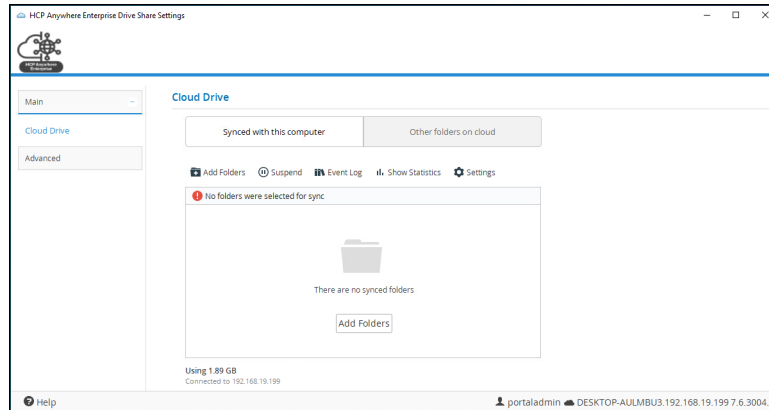 HCP Anywhere Enterprise Drive Share Settings
HCP Anywhere
Enterprise
Main
Cloud Drive
Advanced
Cloud Drive
Synced with this computer
Other folders on cloud
Add Folders Suspend Event Log Show Statistics Settings
No folders were selected for sync
There are no synced folders
Add Folders
Using 1.89 GB
Connected to 192.168.19.199
Help
portaladmin DESKTOP-AULMBU3.192.168.19.199 7.6.3004.